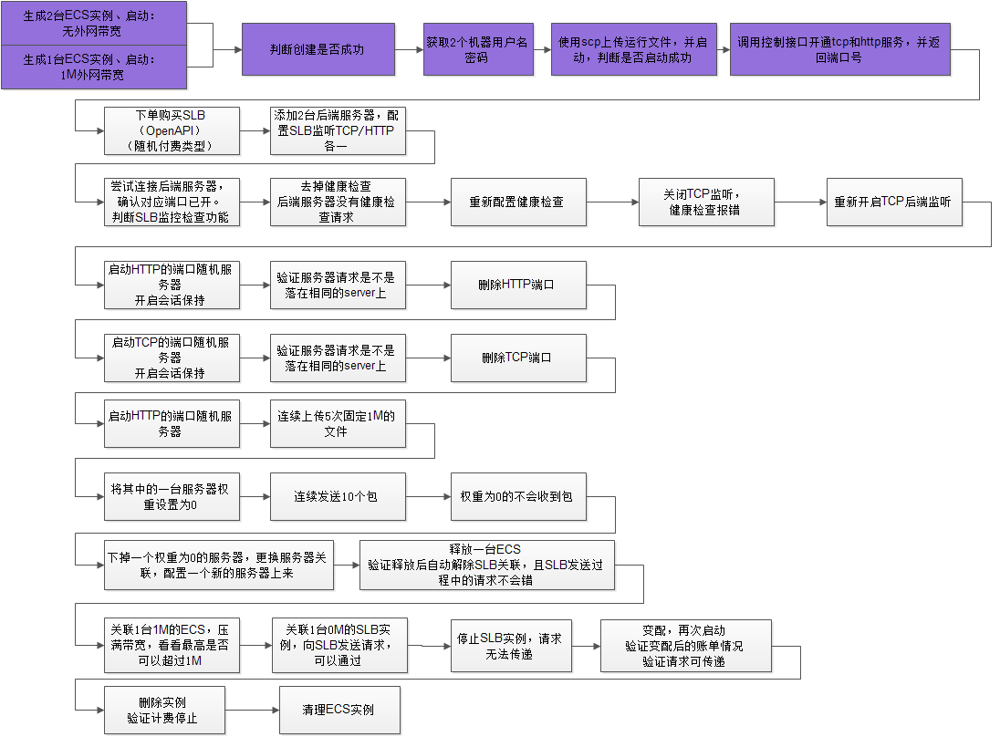 生成2台ECS实例、启动：
无外网带宽
生成1台ECS实例、启动：
1M外网带宽
判断创建是否成功
获取2个机器用户名
密码
使用scp上传运行文件，并启
动，判断是否启动成功
调用控制接口开通tcp和http服务，并返
回端口号
下单购买SLB
（OpenAPI）
（随机付费类型）
添加2台后端服务器，配
置SLB监听TCP/HTTP
各一
尝试连接后端服务器，
确认对应端口已开。
判断SLB监控检查功能
去掉健康检查
后端服务器没有健康检
查请求
重新配置健康检查
关闭TCP监听，
健康检查报错
重新开启TCP后端监听
启动HTTP的端口随机服
务器
开启会话保持
验证服务器请求是不是
落在相同的server上
删除HTTP端口
启动TCP的端口随机服
务器
开启会话保持
验证服务器请求是不是
落在相同的server上
删除TCP端口
启动HTTP的端口随机服
务器
连续上传5次固定1M的
文件
将其中的一台服务器权
重设置为0
连续发送10个包
权重为0的不会收到包
下掉一个权重为0的服务器，更换服务器关
联，配置一个新的服务器上来
释放一台ECS
验证释放后自动解除SLB关联，且SLB发送过
程中的请求不会错
关联1台1M的ECS，压
满带宽，看看最高是否
可以超过1M
关联1台0M的SLB实
例，向SLB发送请求，
可以通过
停止SLB实例，请求
无法传递
变配，再次启动
验证变配后的账单情况
验证请求可传递
删除实例
验证计费停止
清理ECS实例